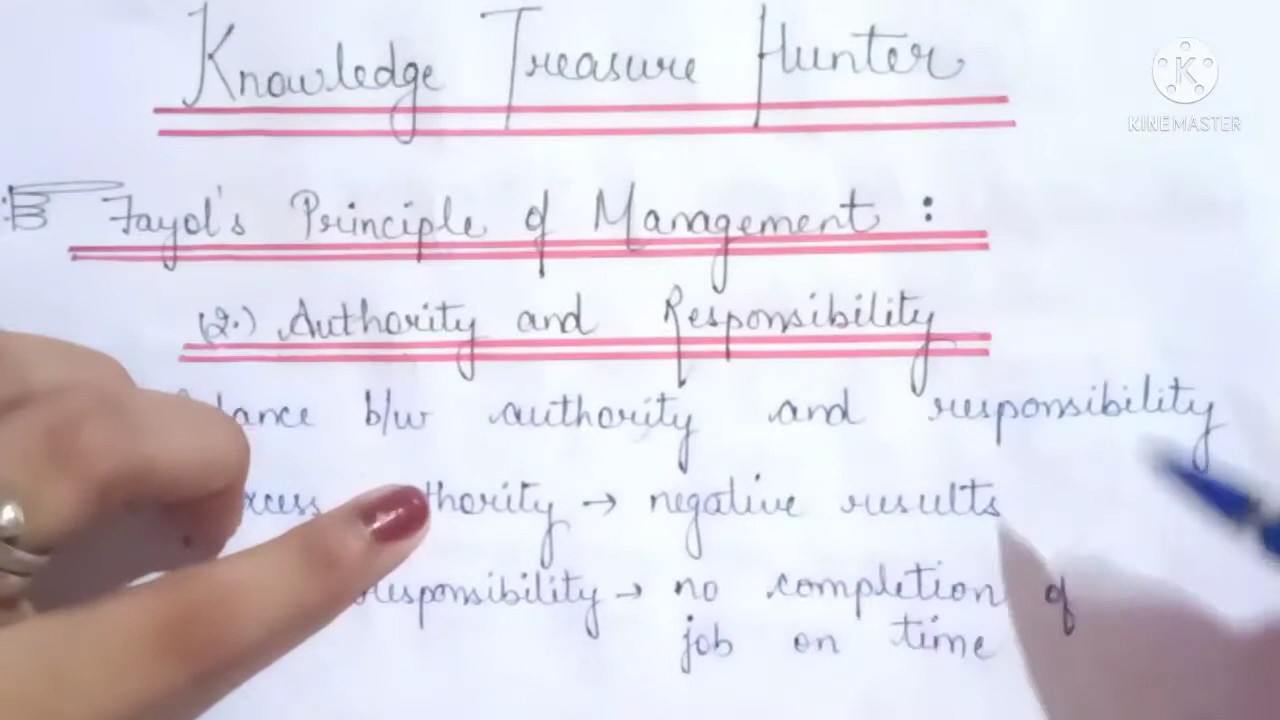 Knowledge Treasure Hunter
KINEMASTER
Fayol's Principle of Management :
(2.) Authority and Responsibility
b/w authority and responsibility
negative results
responsibility → no completion of
job on time